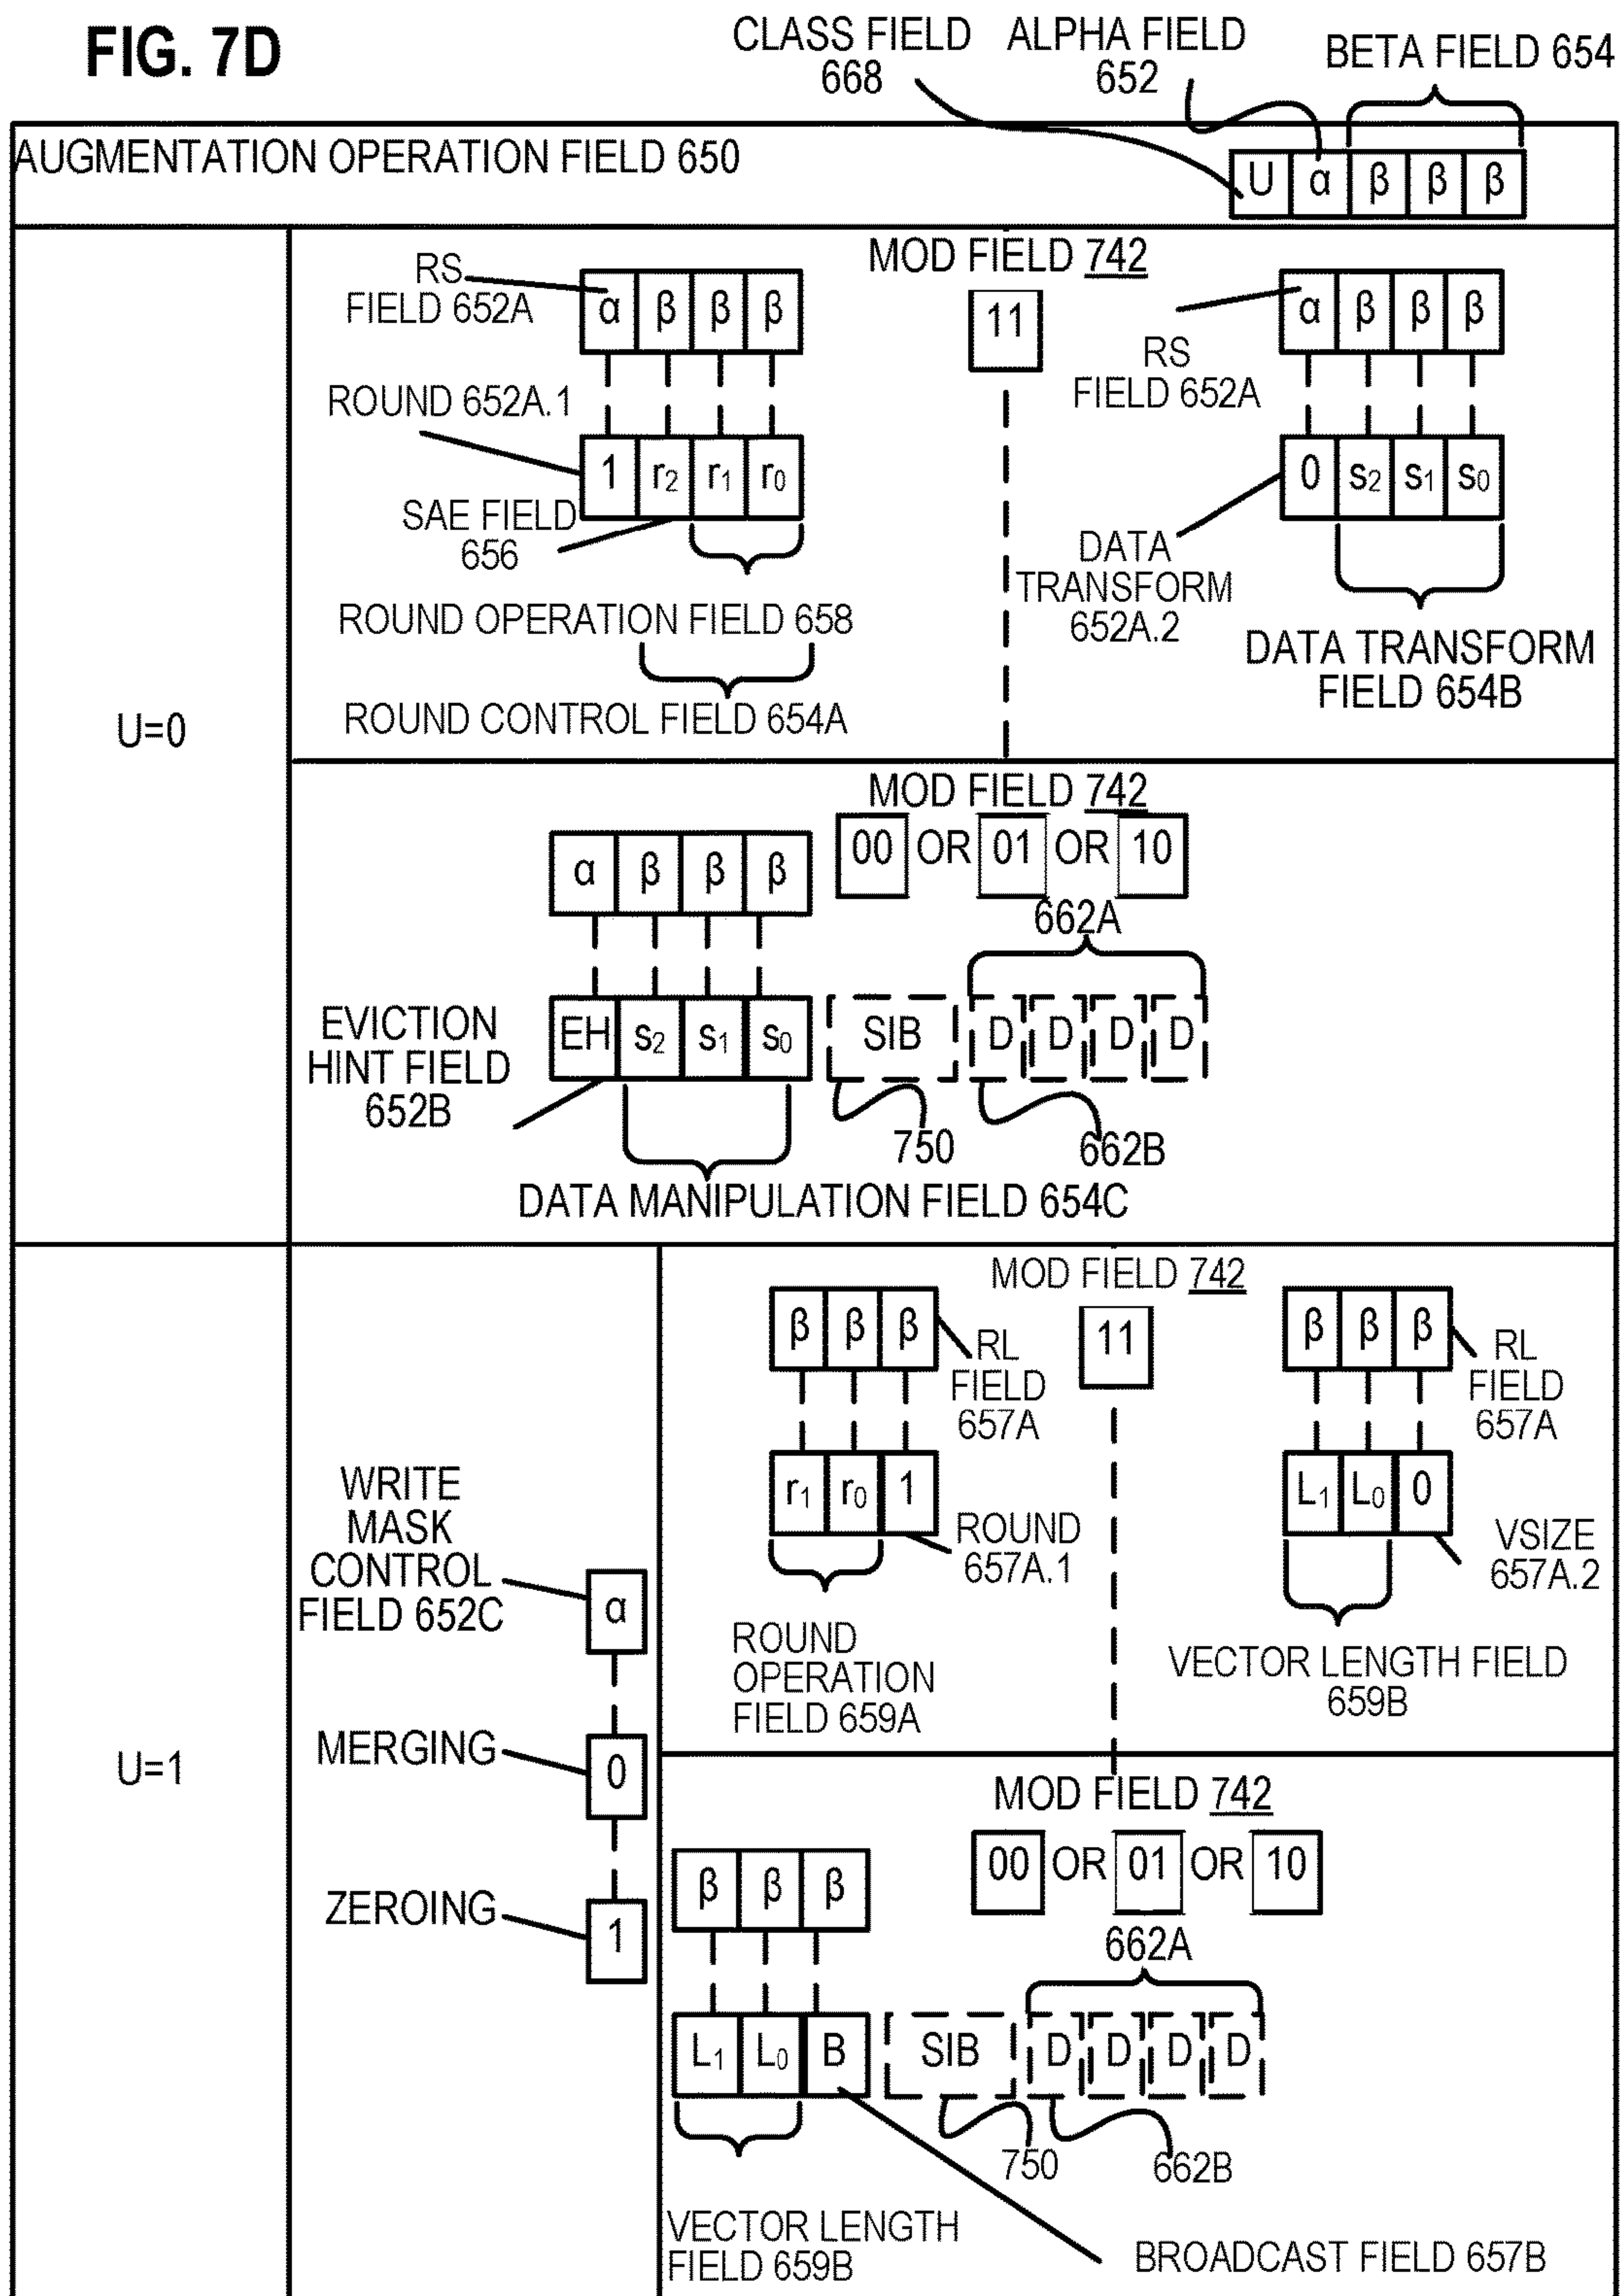 FIG. 7D
CLASS FIELD
668
ALPHA FIELD
652
BETA FIELD 654
AUGMENTATION OPERATION FIELD 650
U α β β β
U=0
MOD FIELD 742
11
RS
FIELD 652A
α β β β
ROUND 652A.1
1 r₂ r₁ r₀
SAE FIELD
656
ROUND OPERATION FIELD 658
ROUND CONTROL FIELD 654A
α β β β
RS
FIELD 652A
0 s₂ s₁ s₀
DATA
TRANSFORM
652A.2
DATA TRANSFORM
FIELD 654B
MOD FIELD 742
00 OR 01 OR 10
α β β β
662A
EVICTION
HINT FIELD
652B
EH s₂ s₁ s₀ SIB D D D D
750
662B
DATA MANIPULATION FIELD 654C
U=1
WRITE
MASK
CONTROL
FIELD 652C
α
MERGING
0
ZEROING
1
MOD FIELD 742
11
β β β
RL
FIELD
657A
r₁ r₀ 1
ROUND
657A.1
ROUND
OPERATION
FIELD 659A
β β β
RL
FIELD
657A
L₁ L₀ 0
VSIZE
657A.2
VECTOR LENGTH FIELD
659B
MOD FIELD 742
00 OR 01 OR 10
β β β
662A
L₁ L₀ B SIB D D D D
750
662B
VECTOR LENGTH
FIELD 659B
BROADCAST FIELD 657B